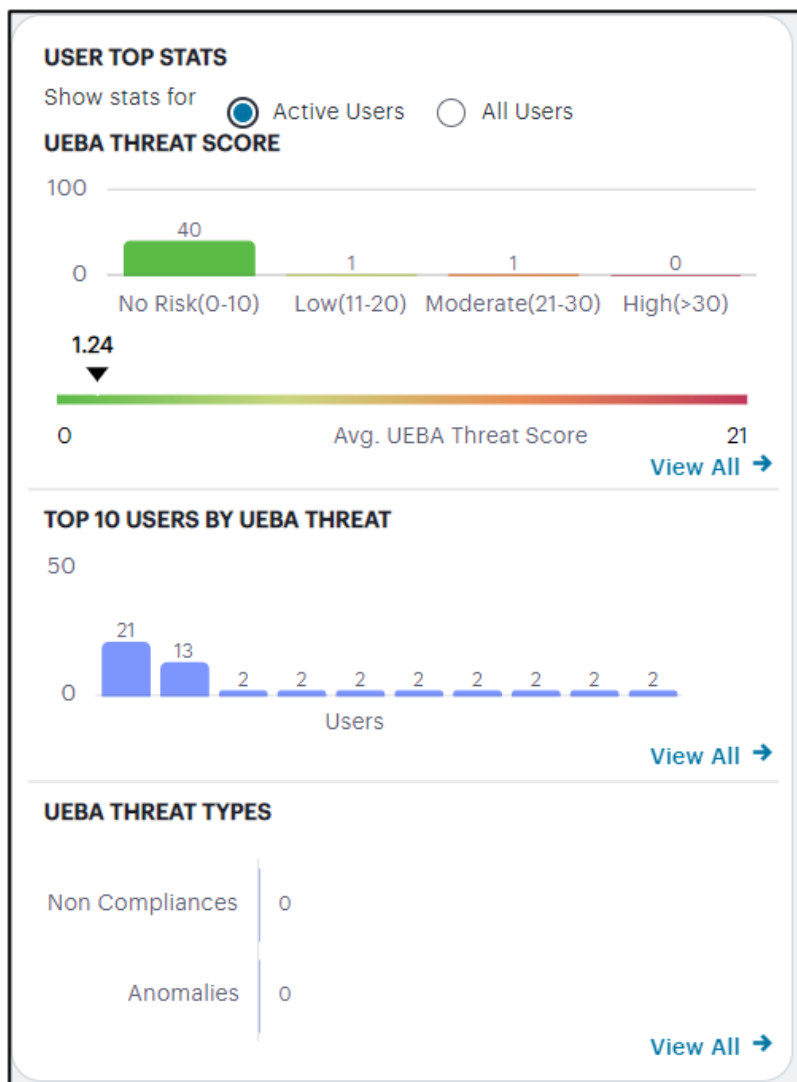 USER TOP STATS
Show stats for Active Users All Users
UEBA THREAT SCORE
100
40
1
1
0
0
No Risk(0-10) Low(11-20) Moderate(21-30) High(>30)
1.24
0 Avg. UEBA Threat Score 21
View All
TOP 10 USERS BY UEBA THREAT
50
21
13
2 2 2 2 2 2 2 2
0
Users
View All
UEBA THREAT TYPES
Non Compliances 0
Anomalies 0
View All